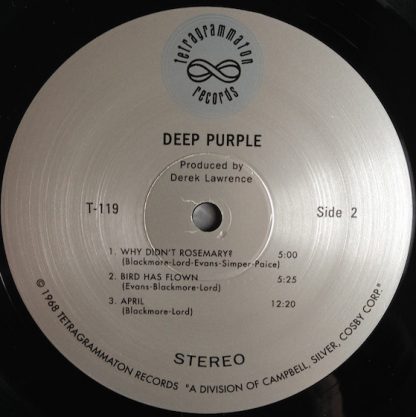 tetragrammaton
records
DEEP PURPLE
Produced by
Derek Lawrence
T-119
Side 2
1. WHY DIDN'T ROSEMARY? 5:00
(Blackmore-Lord-Evans-Simper-Paice)
2. BIRD HAS FLOWN 5:25
(Evans-Blackmore-Lord)
3. APRIL 12:20
(Blackmore-Lord)
STEREO
© 1968 TETRAGRAMMATON RECORDS "A DIVISION OF CAMPBELL, SILVER, COSBY CORP."